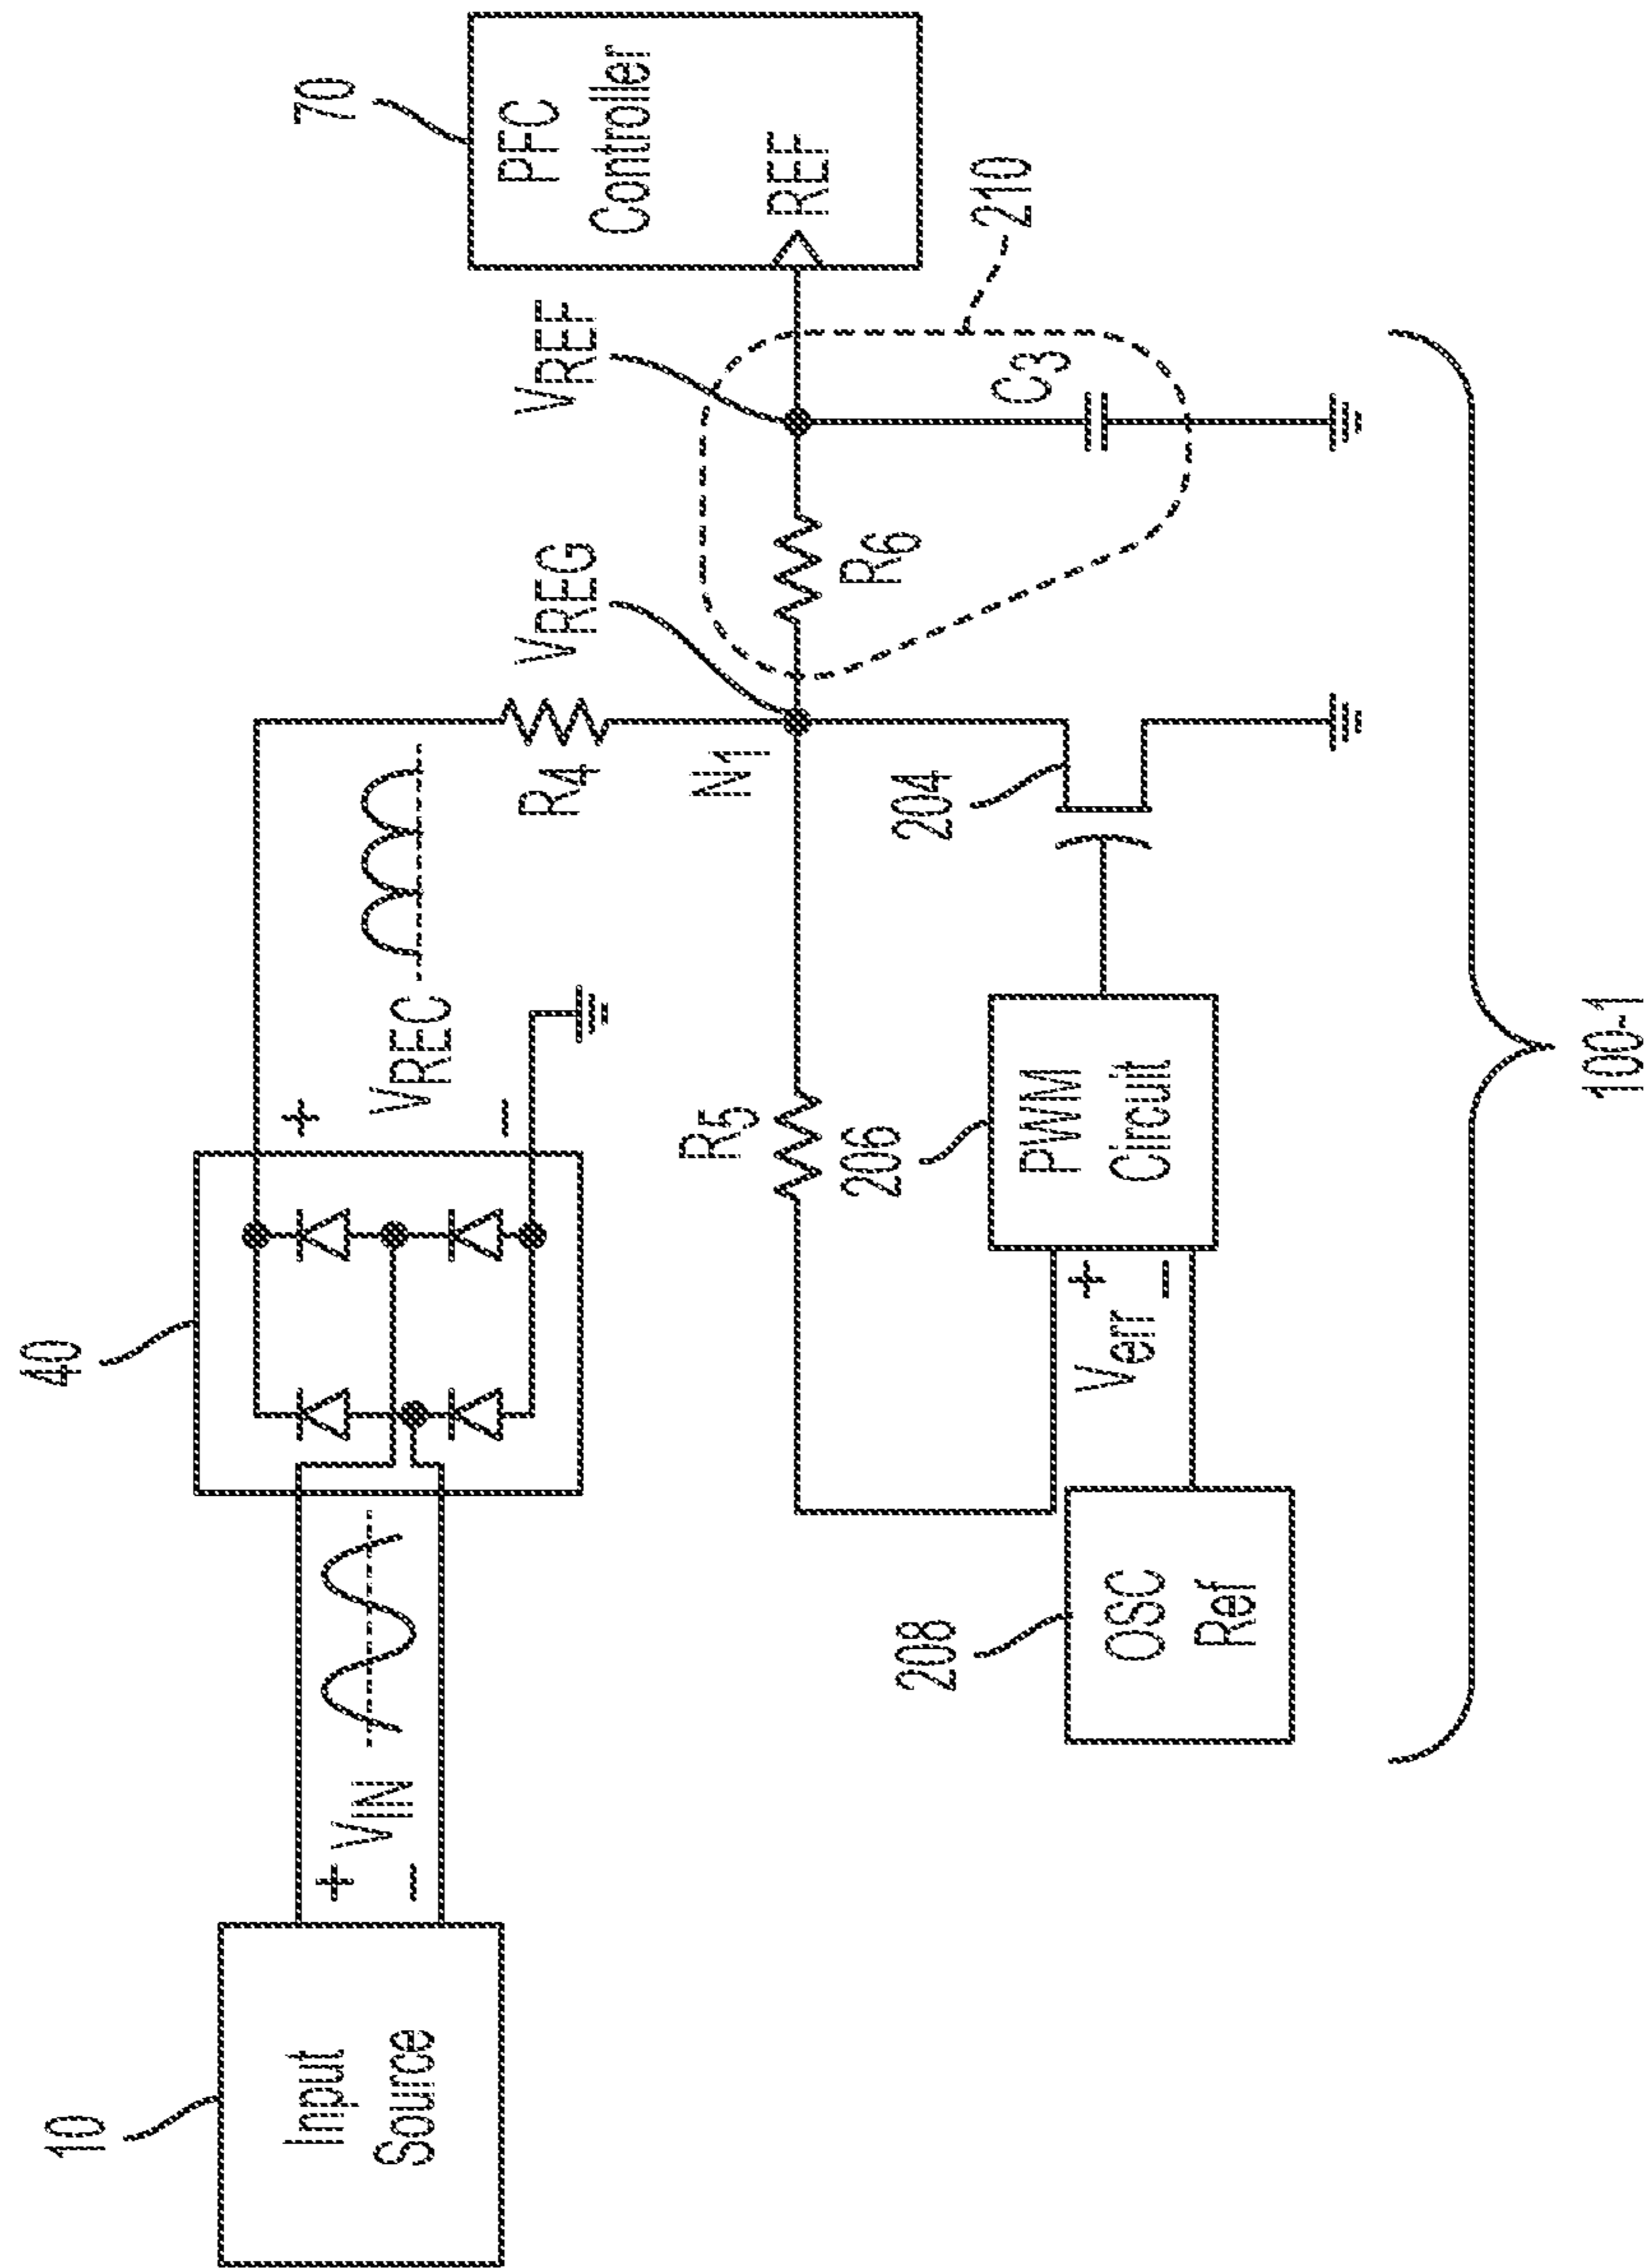 10
Input
Source
+
VIN
−
40
+
VREC
−
R4
VREG
N1
R5
R6
VREF
C3
210
70
PFC
Controller
REF
204
206
PWM
Circuit
+
Verr
−
208
OSC
Ref
100-1